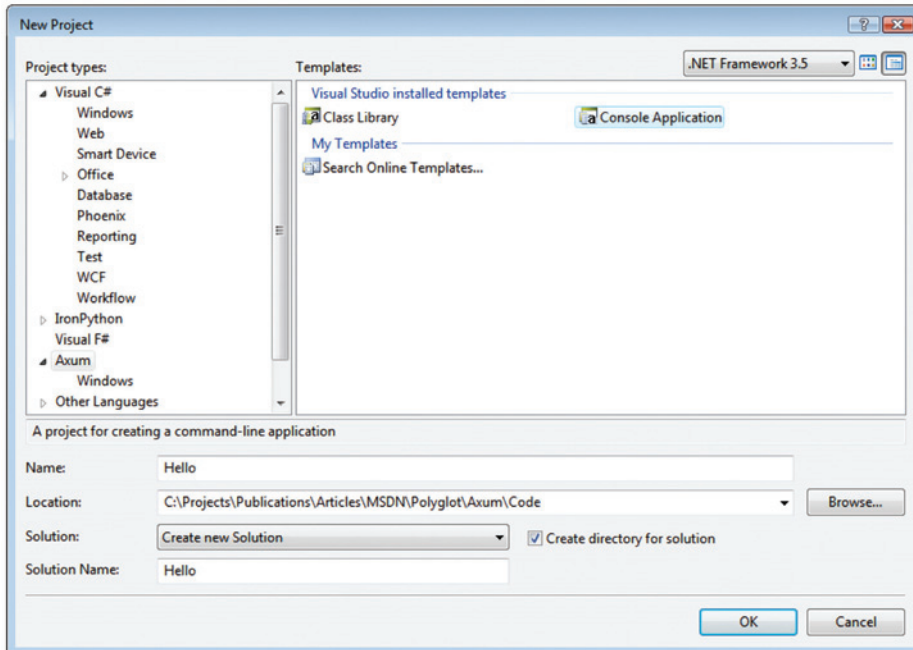 New Project
Project types:
Templates:
.NET Framework 3.5
Visual C#
Windows
Web
Smart Device
Office
Database
Phoenix
Reporting
Test
WCF
Workflow
IronPython
Visual F#
Axum
Windows
Other Languages
Visual Studio installed templates
Class Library
Console Application
My Templates
Search Online Templates...
A project for creating a command-line application
Name:
Hello
Location:
C:\Projects\Publications\Articles\MSDN\Polyglot\Axum\Code
Browse...
Solution:
Create new Solution
Create directory for solution
Solution Name:
Hello
OK
Cancel